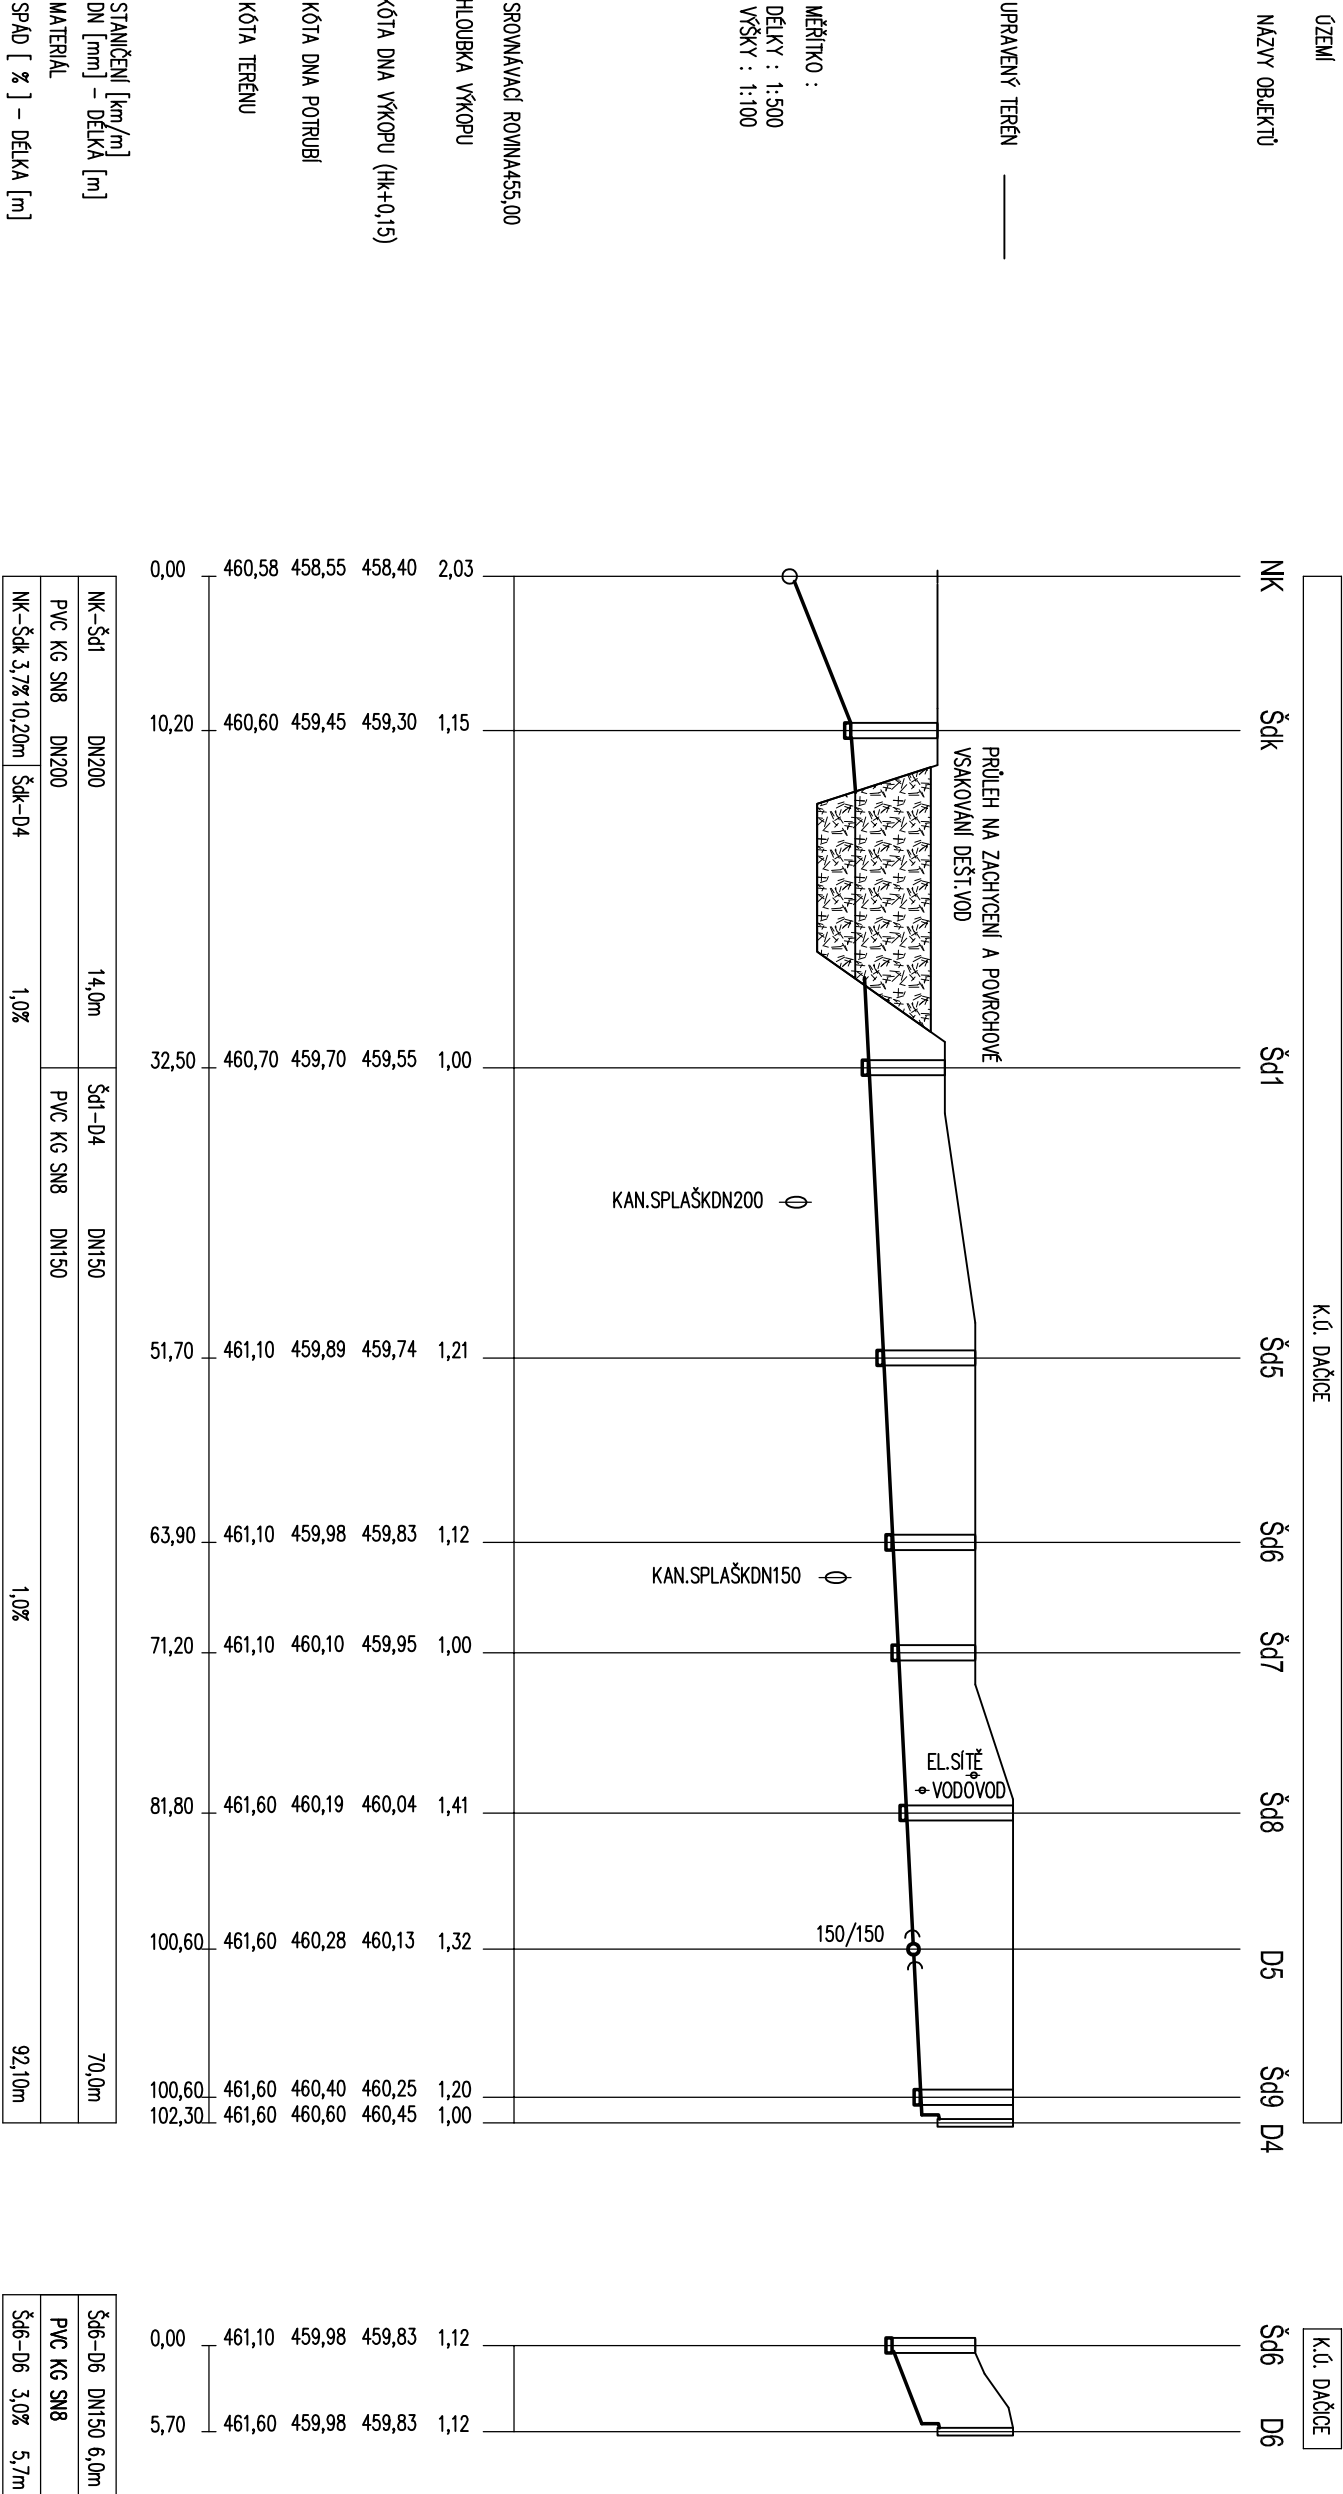 ÚZEMÍ
K.Ú. DAČICE
K.Ú. DAČICE
NÁZVY OBJEKTŮ
NK
Šdk
Šd1
Šd5
Šd6
Šd7
Šd8
D5
Šd9
D4
Šd6
D6
UPRAVENÝ TERÉN
PRŮLEH NA ZACHYCENÍ A POVRCHOVÉ
VSAKOVÁNÍ DEŠT.VOD
MĚŘÍTKO :
DÉLKY : 1:500
VÝŠKY : 1:100
KAN.SPLAŠKDN200
KAN.SPLAŠKDN150
EL.SÍTĚ
VODOVOD
150/150
SROVNÁVACÍ ROVINA455,00
HLOUBKA VÝKOPU
2,03 1,15 1,00 1,21 1,12 1,00 1,41 1,32 1,20 1,00 1,12 1,12
KÓTA DNA VÝKOPU (Hk+0,15)
458,40 459,30 459,55 459,74 459,83 459,95 460,04 460,13 460,25 460,45 459,83 459,83
KÓTA DNA POTRUBÍ
458,55 459,45 459,70 459,89 459,98 460,10 460,19 460,28 460,40 460,60 459,98 459,98
KÓTA TERÉNU
460,58 460,60 460,70 461,10 461,10 461,10 461,60 461,60 461,60 461,60 461,10 461,60
STANIČENÍ [km/m]
0,00 10,20 32,50 51,70 63,90 71,20 81,80 100,60 100,60 102,30 0,00 5,70
DN [mm] – DÉLKA [m]
NK–Šd1 DN200 14,0m Šd1–D4 DN150 70,0m Šd6–D6 DN150 6,0m
MATERIÁL
PVC KG SN8 DN200 PVC KG SN8 DN150 PVC KG SN8
SPÁD [ % ] – DÉLKA [m]
NK–Šdk 3,7%10,20m Šdk–D4 1,0% 1,0% 92,10m Šd6–D6 3,0% 5,7m